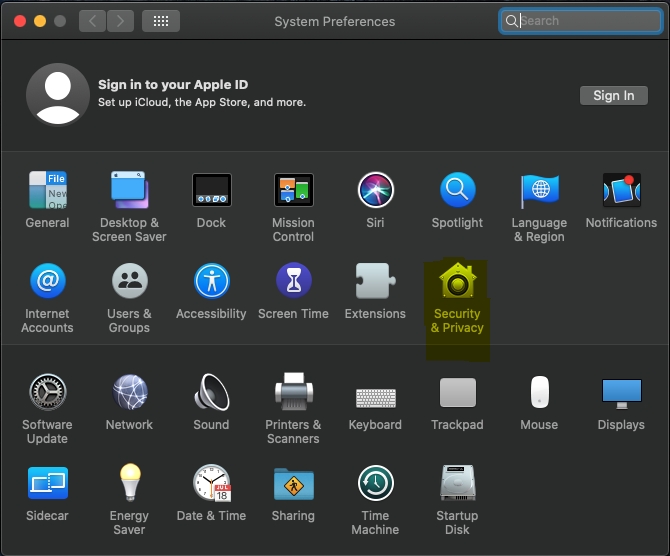 System Preferences
Search
Sign in to your Apple ID
Set up iCloud, the App Store, and more.
Sign In
File
New
Ope
General
Desktop &
Screen Saver
Dock
Mission
Control
Siri
Spotlight
Language
& Region
Notifications
@
Internet
Accounts
Users &
Groups
Accessibility
Screen Time
Extensions
Security
& Privacy
Software
Update
Network
Sound
Printers &
Scanners
Keyboard
Trackpad
Mouse
Displays
JUL
18
Sidecar
Energy
Saver
Date & Time
Sharing
Time
Machine
Startup
Disk